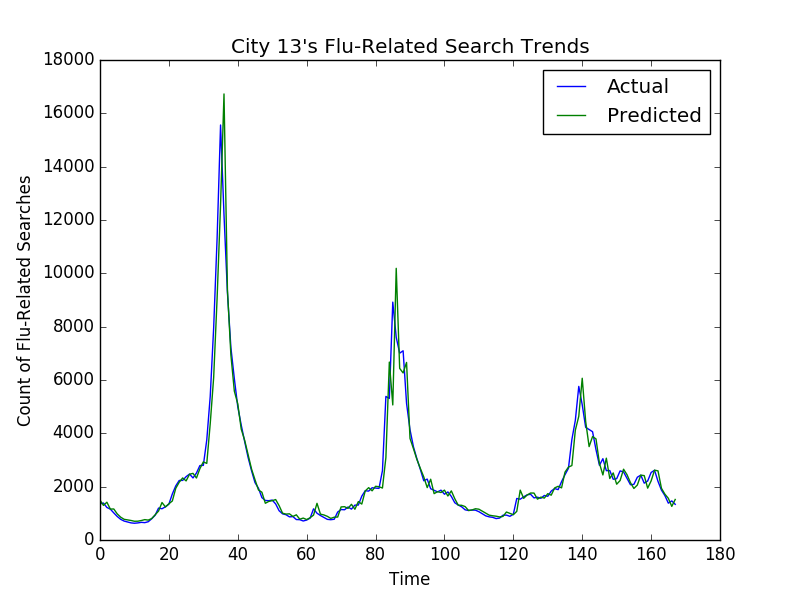 City 13's Flu-Related Search Trends
Actual
Predicted
Count of Flu-Related Searches
18000
16000
14000
12000
10000
8000
6000
4000
2000
0
0 20 40 60 80 100 120 140 160 180
Time